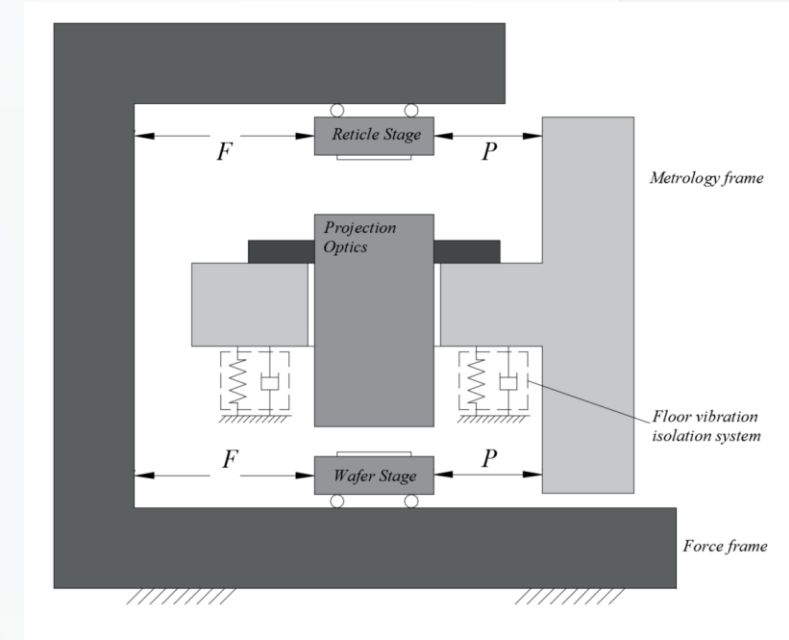 Reticle Stage
F
P
Metrology frame
Projection
Optics
Floor vibration
isolation system
F
P
Wafer Stage
Force frame